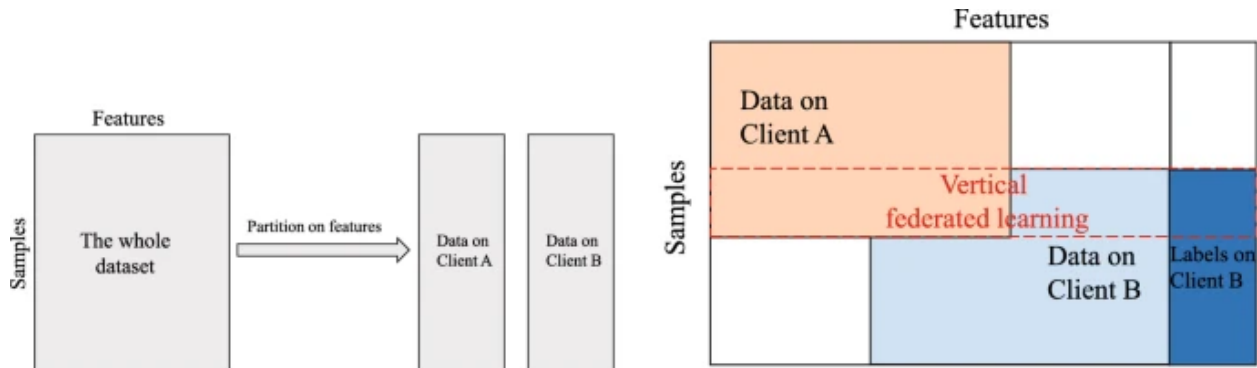 Features
Samples
The whole
dataset
Partition on features
Data on
Client A
Data on
Client B
Features
Samples
Data on
Client A
Vertical
federated learning
Data on
Client B
Labels on
Client B